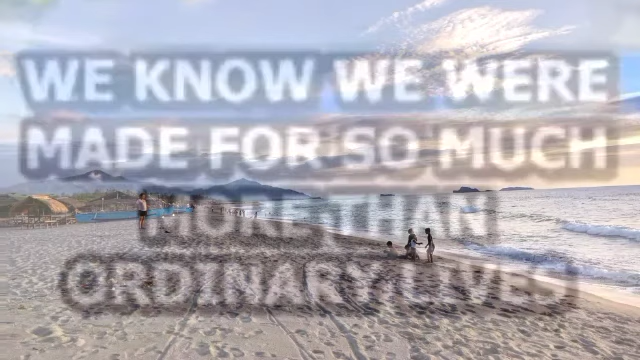 WE KNOW WE WERE
MADE FOR SO MUCH
MORE THAN
ORDINARY LIVES